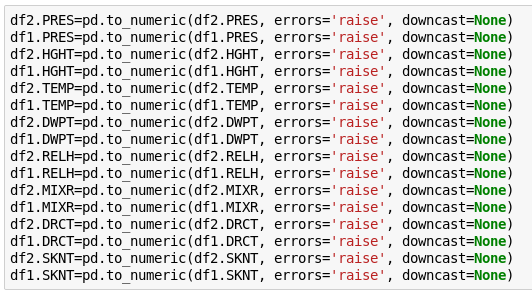 df2.PRES=pd.to_numeric(df2.PRES, errors='raise', downcast=None)
df1.PRES=pd.to_numeric(df1.PRES, errors='raise', downcast=None)
df2.HGHT=pd.to_numeric(df2.HGHT, errors='raise', downcast=None)
df1.HGHT=pd.to_numeric(df1.HGHT, errors='raise', downcast=None)
df2.TEMP=pd.to_numeric(df2.TEMP, errors='raise', downcast=None)
df1.TEMP=pd.to_numeric(df1.TEMP, errors='raise', downcast=None)
df2.DWPT=pd.to_numeric(df2.DWPT, errors='raise', downcast=None)
df1.DWPT=pd.to_numeric(df1.DWPT, errors='raise', downcast=None)
df2.RELH=pd.to_numeric(df2.RELH, errors='raise', downcast=None)
df1.RELH=pd.to_numeric(df1.RELH, errors='raise', downcast=None)
df2.MIXR=pd.to_numeric(df2.MIXR, errors='raise', downcast=None)
df1.MIXR=pd.to_numeric(df1.MIXR, errors='raise', downcast=None)
df2.DRCT=pd.to_numeric(df2.DRCT, errors='raise', downcast=None)
df1.DRCT=pd.to_numeric(df1.DRCT, errors='raise', downcast=None)
df2.SKNT=pd.to_numeric(df2.SKNT, errors='raise', downcast=None)
df1.SKNT=pd.to_numeric(df1.SKNT, errors='raise', downcast=None)